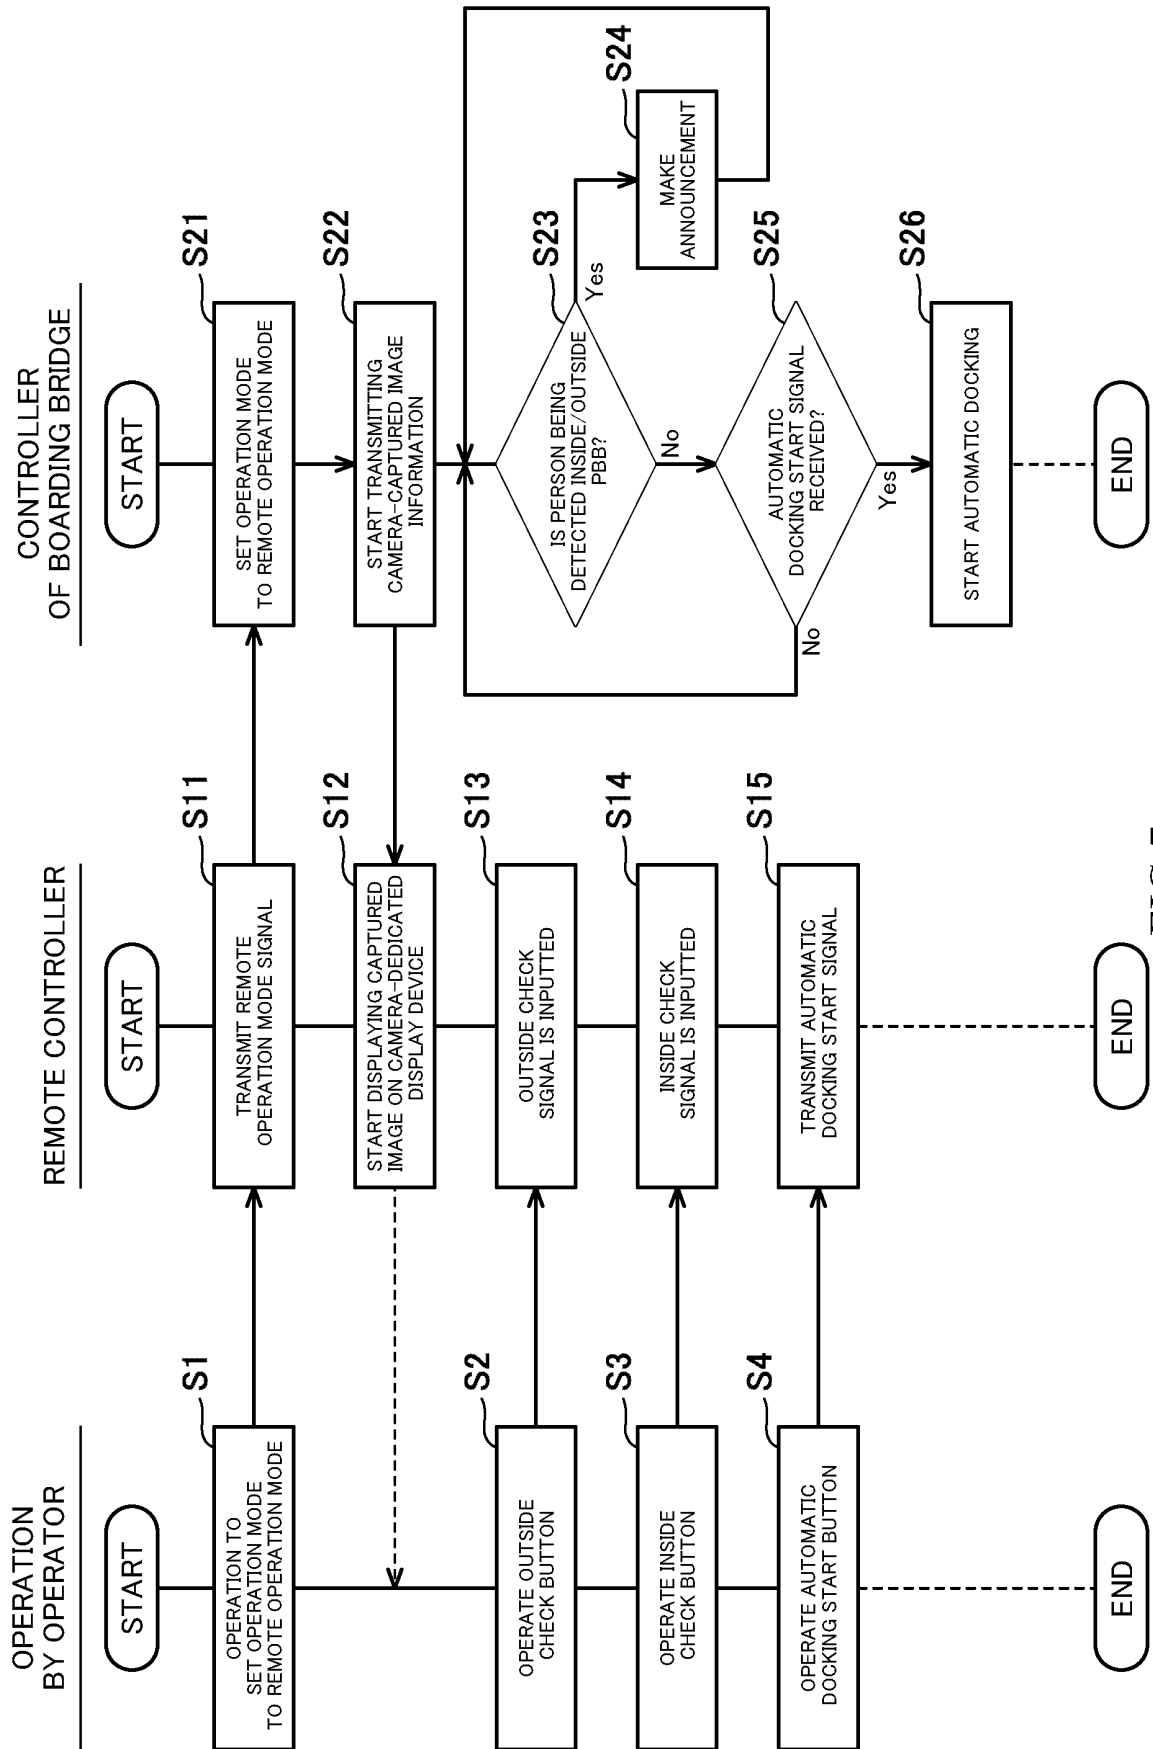 OPERATION
BY OPERATOR
START
S1
OPERATION TO
SET OPERATION MODE
TO REMOTE OPERATION MODE
S2
OPERATE OUTSIDE
CHECK BUTTON
S3
OPERATE INSIDE
CHECK BUTTON
S4
OPERATE AUTOMATIC
DOCKING START BUTTON
END
REMOTE CONTROLLER
START
S11
TRANSMIT REMOTE
OPERATION MODE SIGNAL
S12
START DISPLAYING CAPTURED
IMAGE ON CAMERA-DEDICATED
DISPLAY DEVICE
S13
OUTSIDE CHECK
SIGNAL IS INPUTTED
S14
INSIDE CHECK
SIGNAL IS INPUTTED
S15
TRANSMIT AUTOMATIC
DOCKING START SIGNAL
END
CONTROLLER
OF BOARDING BRIDGE
START
S21
SET OPERATION MODE
TO REMOTE OPERATION MODE
S22
START TRANSMITTING
CAMERA-CAPTURED IMAGE
INFORMATION
S23
IS PERSON BEING
DETECTED INSIDE/OUTSIDE
PBB?
Yes
No
S24
MAKE
ANNOUNCEMENT
S25
AUTOMATIC
DOCKING START SIGNAL
RECEIVED?
No
Yes
S26
START AUTOMATIC DOCKING
END